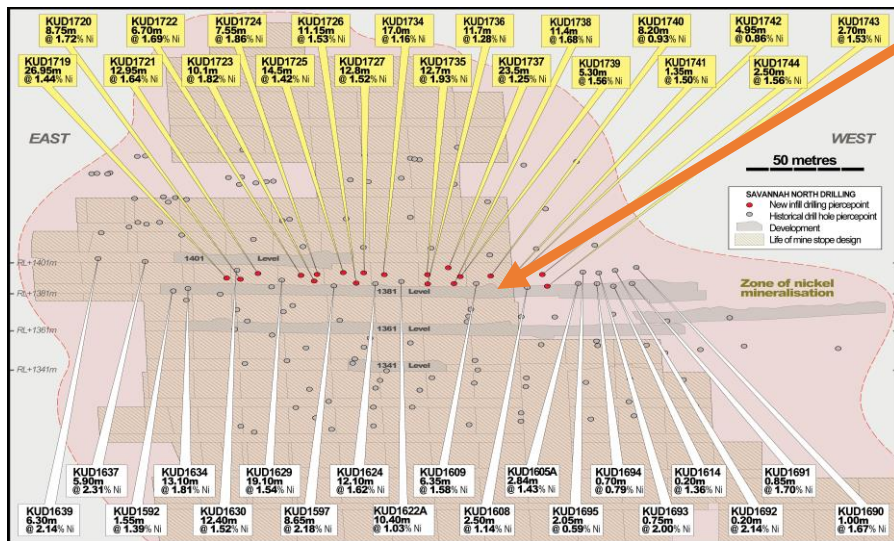 KUD1720
8.75m
@ 1.72% Ni
KUD1722
6.70m
@ 1.69% Ni
KUD1724
7.55m
@ 1.86% Ni
KUD1726
11.15m
@ 1.53% Ni
KUD1734
17.0m
@ 1.16% Ni
KUD1736
11.7m
@ 1.28% Ni
KUD1738
11.4m
@ 1.68% Ni
KUD1740
8.20m
@ 0.93% Ni
KUD1742
4.95m
@ 0.86% Ni
KUD1743
2.70m
@ 1.53% Ni
KUD1719
26.95m
@ 1.44% Ni
KUD1721
12.95m
@ 1.64% Ni
KUD1723
10.1m
@ 1.82% Ni
KUD1725
14.5m
@ 1.42% Ni
KUD1727
12.8m
@ 1.52% Ni
KUD1735
12.7m
@ 1.93% Ni
KUD1737
23.5m
@ 1.25% Ni
KUD1739
5.30m
@ 1.56% Ni
KUD1741
1.35m
@ 1.50% Ni
KUD1744
2.50m
@ 1.56% Ni
EAST
WEST
50 metres
SAVANNAH NORTH DRILLING
New infill drilling piercepoint
Historical drill hole piercepoint
Development
Life of mine stope design
RL+1401m
1401 Level
RL+1381m
1381 Level
Zone of nickel
mineralisation
RL+1361m
1361 Level
RL+1341m
1341 Level
KUD1637
5.90m
@ 2.31% Ni
KUD1634
13.10m
@ 1.81% Ni
KUD1629
19.10m
@ 1.54% Ni
KUD1624
12.10m
@ 1.62% Ni
KUD1609
6.35m
@ 1.58% Ni
KUD1605A
2.84m
@ 1.43% Ni
KUD1694
0.70m
@ 0.79% Ni
KUD1614
0.20m
@ 1.36% Ni
KUD1691
0.85m
@ 1.70% Ni
KUD1639
6.30m
@ 2.14% Ni
KUD1592
1.55m
@ 1.39% Ni
KUD1630
12.40m
@ 1.52% Ni
KUD1597
8.65m
@ 2.18% Ni
KUD1622A
10.40m
@ 1.03% Ni
KUD1608
2.50m
@ 1.14% Ni
KUD1695
2.05m
@ 0.59% Ni
KUD1693
0.75m
@ 2.00% Ni
KUD1692
0.20m
@ 2.14% Ni
KUD1690
1.00m
@ 1.67% Ni